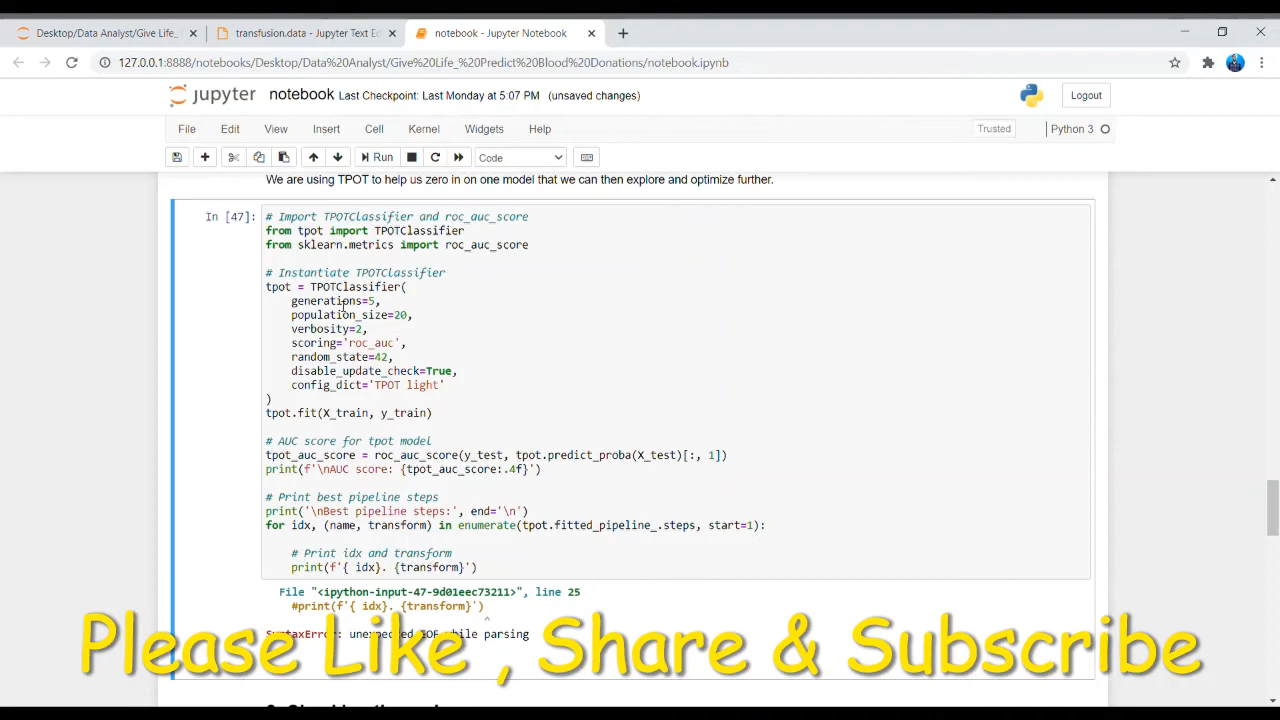 Desktop/Data Analyst/Give Life_
transfusion.data - Jupyter Text Ed
notebook - Jupyter Notebook
127.0.0.1:8888/notebooks/Desktop/Data%20Analyst/Give%20Life_%20Predict%20Blood%20Donations/notebook.ipynb
jupyter notebook Last Checkpoint: Last Monday at 5:07 PM (unsaved changes)
Logout
File Edit View Insert Cell Kernel Widgets Help
Trusted
Python 3
Run
Code
We are using TPOT to help us zero in on one model that we can then explore and optimize further.
In [47]:
# Import TPOTClassifier and roc_auc_score
from tpot import TPOTClassifier
from sklearn.metrics import roc_auc_score
# Instantiate TPOTClassifier
tpot = TPOTClassifier(
generations=5,
population_size=20,
verbosity=2,
scoring='roc_auc',
random_state=42,
disable_update_check=True,
config_dict='TPOT light'
)
tpot.fit(X_train, y_train)
# AUC score for tpot model
tpot_auc_score = roc_auc_score(y_test, tpot.predict_proba(X_test)[:, 1])
print(f'\nAUC score: {tpot_auc_score:.4f}')
# Print best pipeline steps
print('\nBest pipeline steps:', end='\n')
for idx, (name, transform) in enumerate(tpot.fitted_pipeline_.steps, start=1):
# Print idx and transform
print(f'{ idx}. {transform}')
File "<ipython-input-47-9d01eec73211>", line 25
#print(f'{ idx}. {transform}')
^
SyntaxError: unexpected EOF while parsing
Please Like , Share & Subscribe